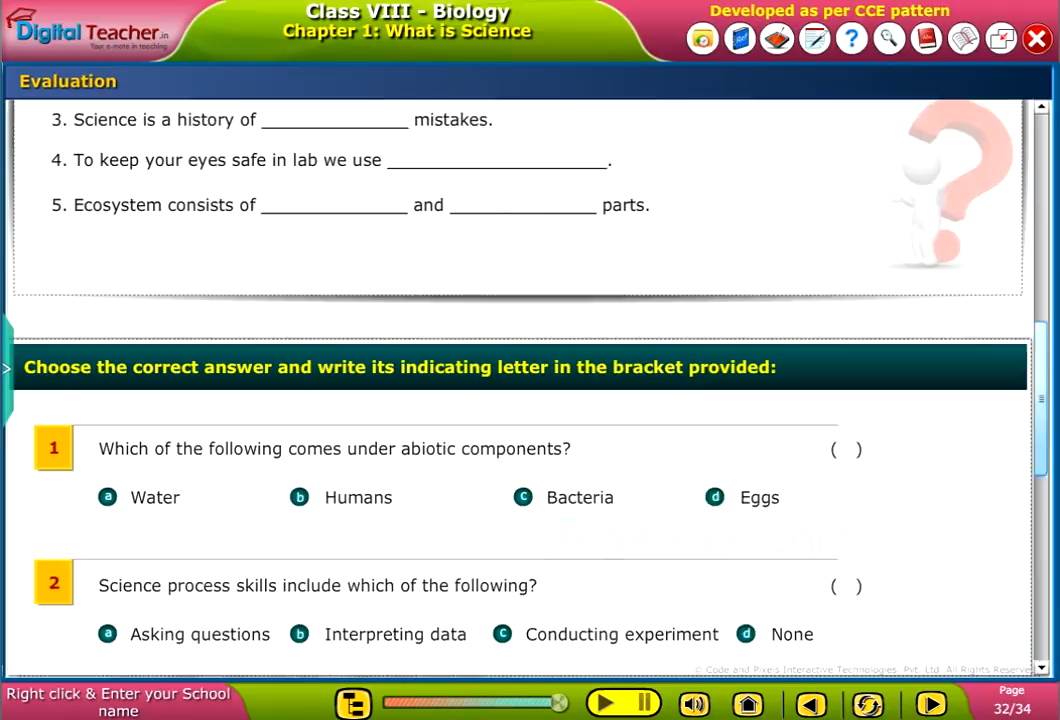 Digital Teacher.in
Your e-mate in teaching
Class VIII - Biology
Chapter 1: What is Science
Developed as per CCE pattern
Evaluation
3. Science is a history of ______________ mistakes.
4. To keep your eyes safe in lab we use _____________________.
5. Ecosystem consists of ______________ and ______________ parts.
Choose the correct answer and write its indicating letter in the bracket provided:
1 Which of the following comes under abiotic components? ( )
a Water b Humans c Bacteria d Eggs
2 Science process skills include which of the following? ( )
a Asking questions b Interpreting data c Conducting experiment d None
© Code and Pixels Interactive Technologies. Pvt. Ltd. All Rights Reserved
Right click & Enter your School
name
Page
32/34